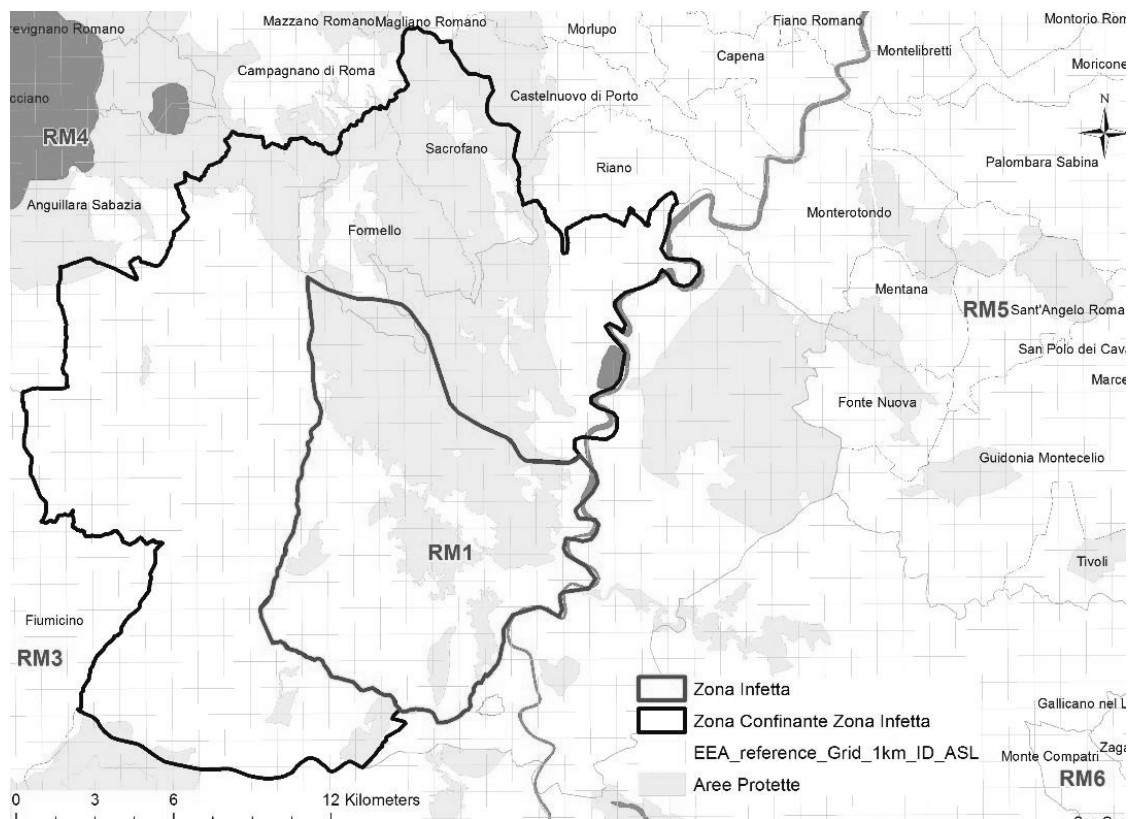 Mazzano Romano
Magliano Romano
Fiano Romano
Montorio Rom
revignano Romano
Morlupo
Capena
Montelibretti
Moricone
Campagnano di Roma
cciano
Castelnuovo di Porto
N
RM4
Sacrofano
Riano
Palombara Sabina
Anguillara Sabazia
Formello
Monterotondo
Mentana
RM5
Sant'Angelo Roma
San Polo dei Cava
Marce
Fonte Nuova
Guidonia Montecelio
RM1
Tivoli
Fiumicino
RM3
Zona Infetta
Zona Confinante Zona Infetta
EEA_reference_Grid_1km_ID_ASL
Aree Protette
Gallicano nel L
Zaga
Monte Compatri
RM6
0 3 6 12 Kilometers